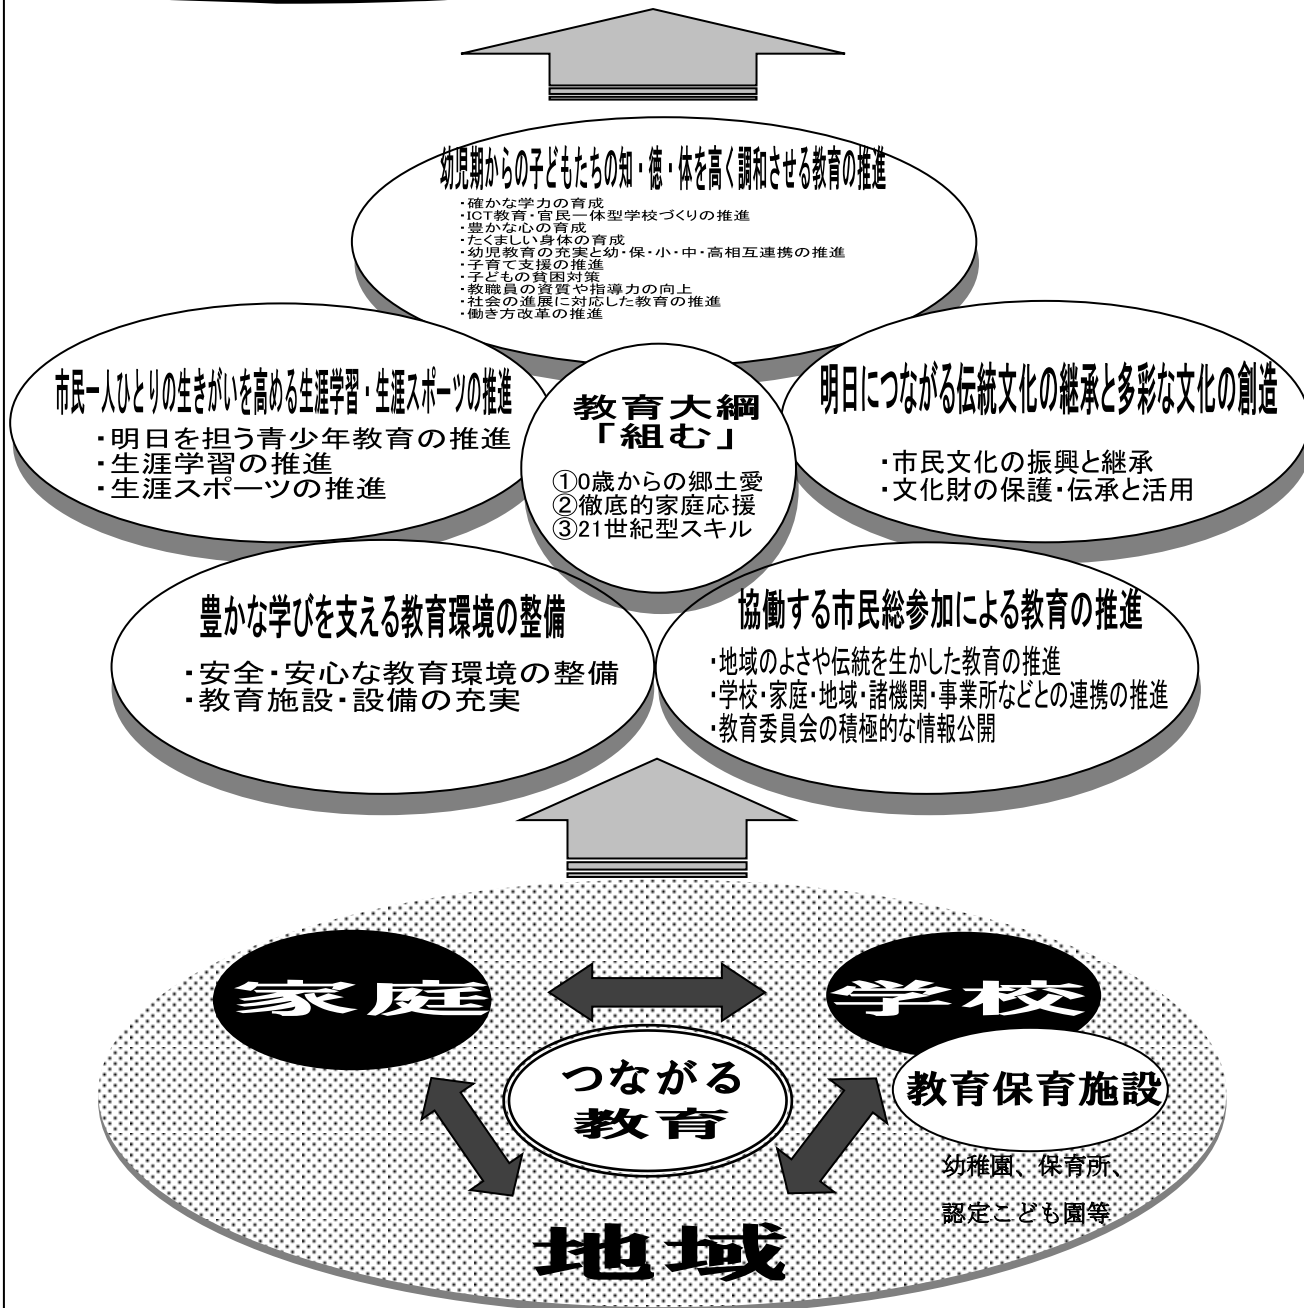 幼児期からの子どもたちの知・徳・体を高く調和させる教育の推進
・確かな学力の育成
・ICT教育・官民一体型学校づくりの推進
・豊かな心の育成
・たくましい身体の育成
・幼児教育の充実と幼・保・小・中・高相互連携の推進
・子育て支援の推進
・子どもの貧困対策
・教職員の資質や指導力の向上
・社会の進展に対応した教育の推進
・働き方改革の推進
市民一人ひとりの生きがいを高める生涯学習・生涯スポーツの推進
・明日を担う青少年教育の推進
・生涯学習の推進
・生涯スポーツの推進
教育大綱
「組む」
①0歳からの郷土愛
②徹底的家庭応援
③21世紀型スキル
明日につながる伝統文化の継承と多彩な文化の創造
・市民文化の振興と継承
・文化財の保護・伝承と活用
豊かな学びを支える教育環境の整備
・安全・安心な教育環境の整備
・教育施設・設備の充実
協働する市民総参加による教育の推進
・地域のよさや伝統を生かした教育の推進
・学校・家庭・地域・諸機関・事業所などとの連携の推進
・教育委員会の積極的な情報公開
家庭
学校
つながる
教育
教育保育施設
幼稚園、保育所、
認定こども園等
地域